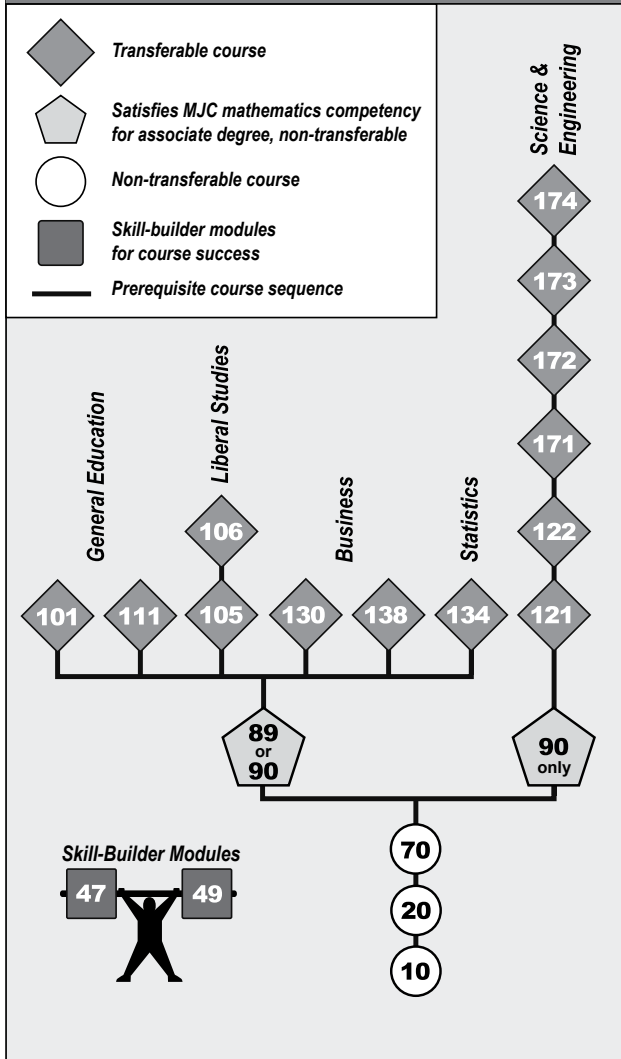 Transferable course
Satisfies MJC mathematics competency
for associate degree, non-transferable
Non-transferable course
Skill-builder modules
for course success
Prerequisite course sequence
Science &
Engineering
174
173
172
171
122
121
General Education
Liberal Studies
Business
Statistics
106
101
111
105
130
138
134
89
or
90
90
only
70
20
10
Skill-Builder Modules
47
49